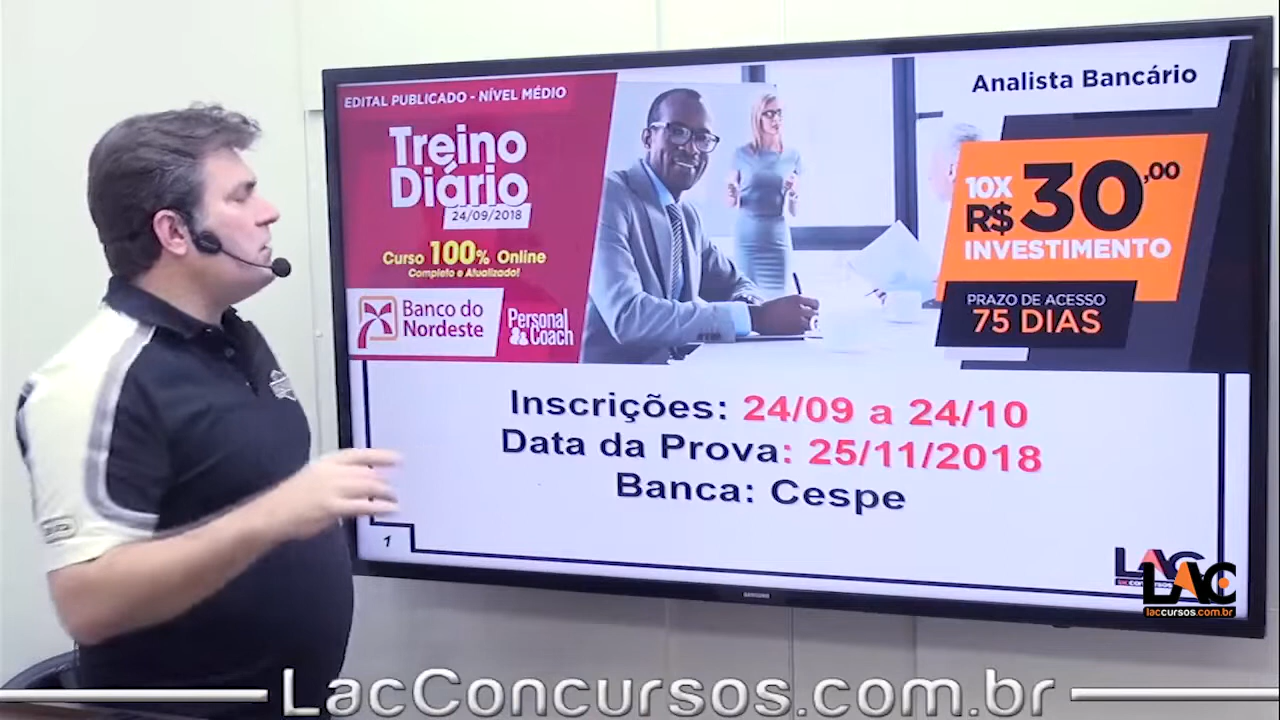 EDITAL PUBLICADO - NÍVEL MÉDIO
Treino
Diário
24/09/2018
Curso 100% Online
Completo e Atualizado!
Banco do
Nordeste
Personal
Coach
Analista Bancário
10X
R$ 30,00
INVESTIMENTO
PRAZO DE ACESSO
75 DIAS
Inscrições: 24/09 a 24/10
Data da Prova: 25/11/2018
Banca: Cespe
1
LAC
LAC
laccursos.com.br
SAMSUNG
LacConcursos.com.br